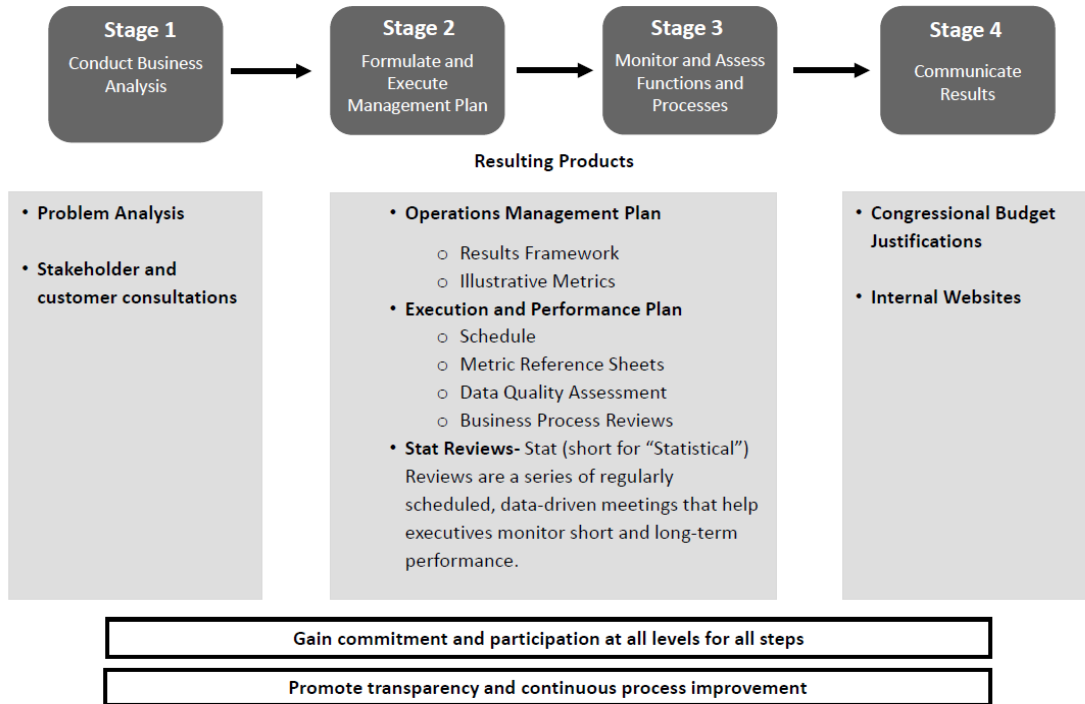 Stage 1
Conduct Business
Analysis
Stage 2
Formulate and
Execute
Management Plan
Stage 3
Monitor and Assess
Functions and
Processes
Stage 4
Communicate
Results
Resulting Products
• Problem Analysis
• Stakeholder and
customer consultations
• Operations Management Plan
o Results Framework
o Illustrative Metrics
• Execution and Performance Plan
o Schedule
o Metric Reference Sheets
o Data Quality Assessment
o Business Process Reviews
• Stat Reviews- Stat (short for “Statistical”)
Reviews are a series of regularly
scheduled, data-driven meetings that help
executives monitor short and long-term
performance.
• Congressional Budget
Justifications
• Internal Websites
Gain commitment and participation at all levels for all steps
Promote transparency and continuous process improvement